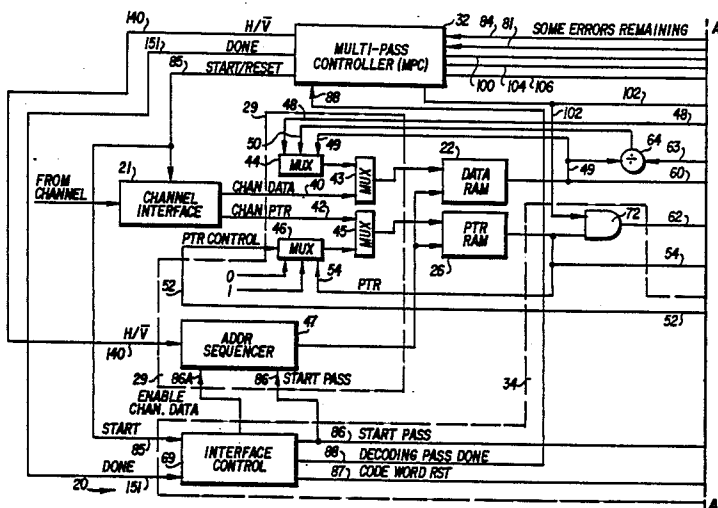 140 H/V̅ 32 84 81 SOME ERRORS REMAINING A
151 DONE MULTI-PASS
85 START/RESET CONTROLLER (MPC)
100 104 106
88 102
29 48 102 48
50 49 64
44 22 63
21 MUX 43 DATA 49 ÷
FROM CHAN. DATA MUX RAM 60
CHANNEL CHANNEL 40
INTERFACE CHAN PTR 72
42 45
46 PTR 62
PTR CONTROL MUX MUX RAM
0 54 54
52 1 PTR 26
52
47
H/V̅ ADDR
140 SEQUENCER
29 86A 86 START PASS 34
ENABLE
CHAN. DATA
START 86 START PASS
85 INTERFACE 88 DECODING PASS DONE
DONE 69 CONTROL 87 CODE WORD RST
20 151 A